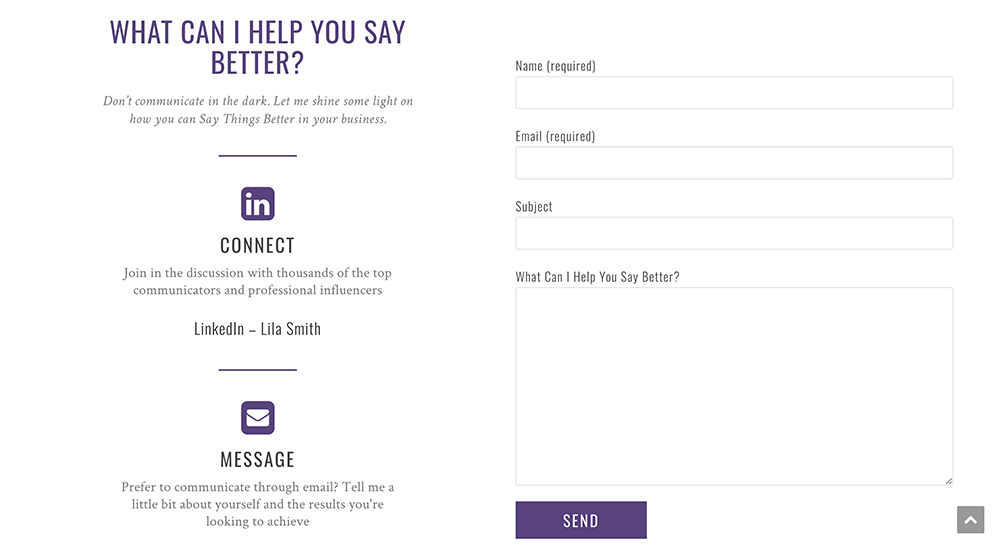 WHAT CAN I HELP YOU SAY
BETTER?
Don't communicate in the dark. Let me shine some light on
how you can Say Things Better in your business.
in
CONNECT
Join in the discussion with thousands of the top
communicators and professional influencers
LinkedIn – Lila Smith
MESSAGE
Prefer to communicate through email? Tell me a
little bit about yourself and the results you're
looking to achieve
Name (required)
Email (required)
Subject
What Can I Help You Say Better?
SEND